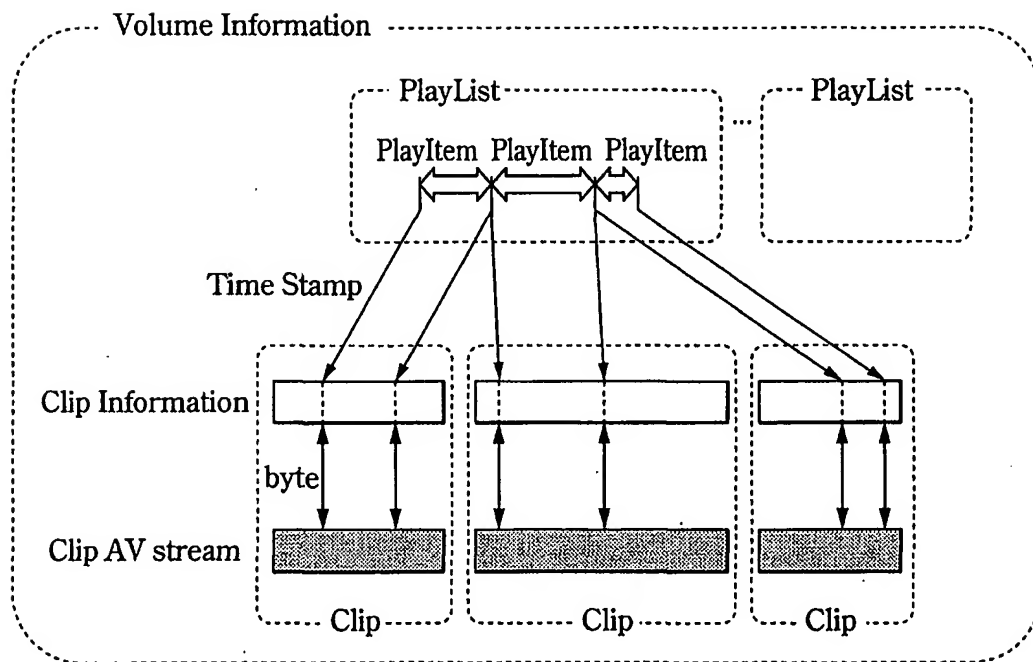 Volume Information
PlayList
...
PlayList
PlayItem PlayItem PlayItem
Time Stamp
Clip Information
byte
Clip AV stream
Clip
Clip
Clip